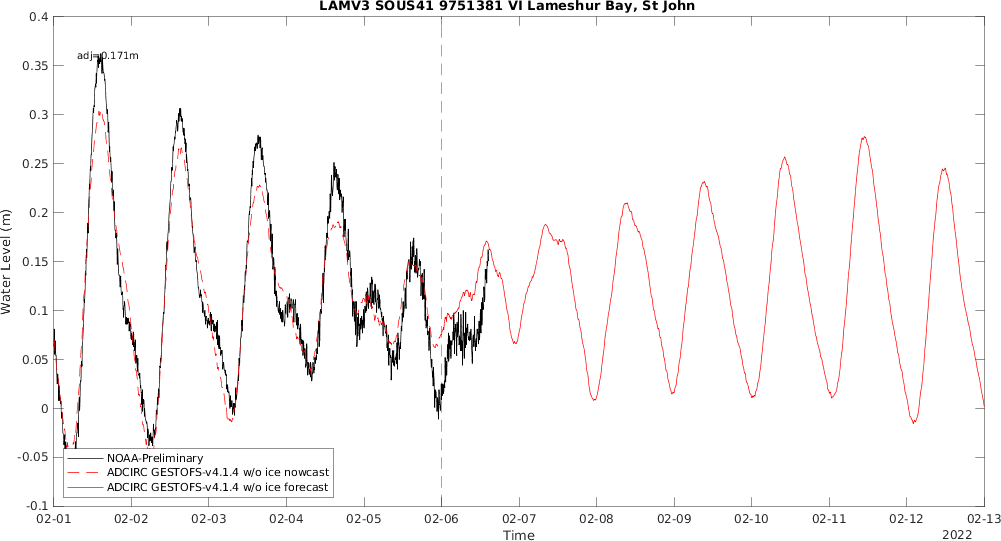 LAMV3 SOUS41 9751381 VI Lameshur Bay, St John
0.4
0.35
0.3
0.25
0.2
0.15
0.1
0.05
0
-0.05
-0.1
Water Level (m)
adj=0.171m
NOAA-Preliminary
ADCIRC GESTOFS-v4.1.4 w/o ice nowcast
ADCIRC GESTOFS-v4.1.4 w/o ice forecast
02-01 02-02 02-03 02-04 02-05 02-06 02-07 02-08 02-09 02-10 02-11 02-12 02-13
Time
2022